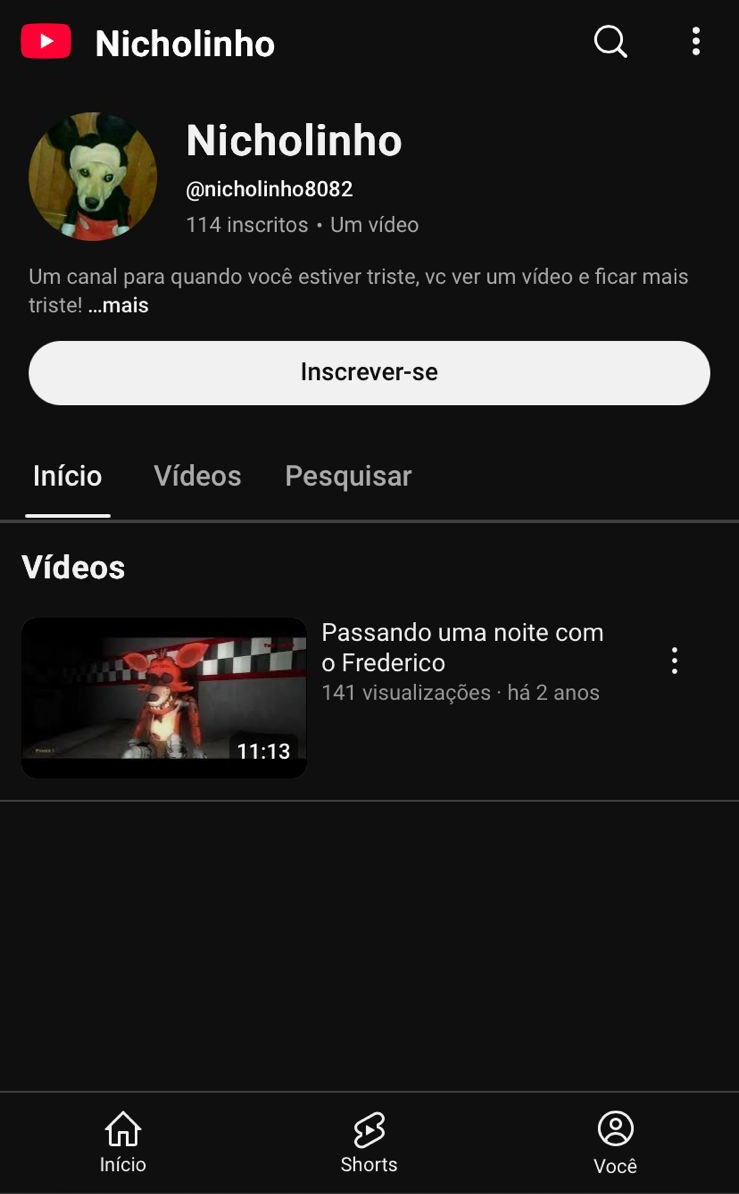 Nicholinho
Nicholinho
@nicholinho8082
114 inscritos • Um vídeo
Um canal para quando você estiver triste, vc ver um vídeo e ficar mais
triste! ...mais
Inscrever-se
Início Vídeos Pesquisar
Vídeos
Passando uma noite com
o Frederico
141 visualizações · há 2 anos
11:13
Início Shorts Você